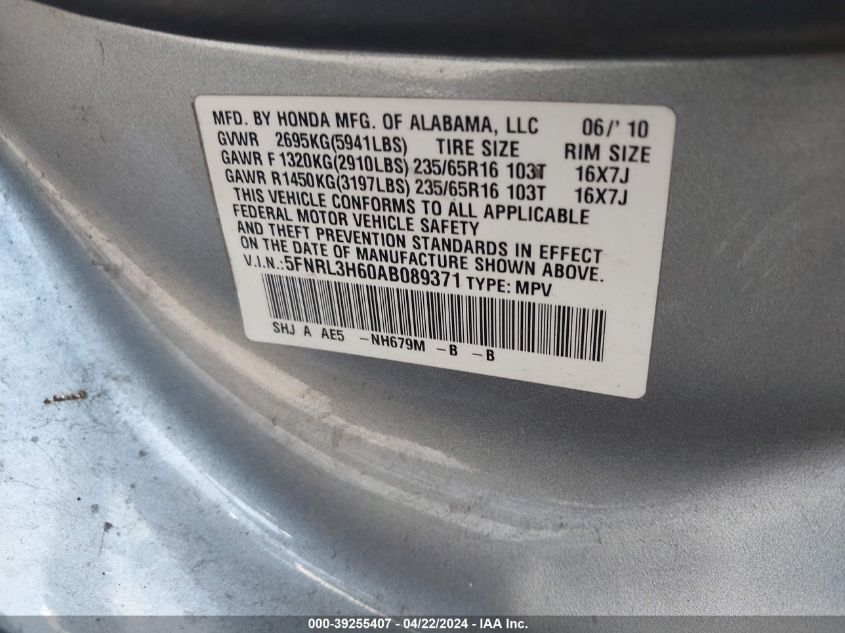 MFD. BY HONDA MFG. OF ALABAMA, LLC 06/' 10
GVWR 2695KG(5941LBS) TIRE SIZE RIM SIZE
GAWR F 1320KG(2910LBS) 235/65R16 103T 16X7J
GAWR R1450KG(3197LBS) 235/65R16 103T 16X7J
THIS VEHICLE CONFORMS TO ALL APPLICABLE
FEDERAL MOTOR VEHICLE SAFETY
AND THEFT PREVENTION STANDARDS IN EFFECT
ON THE DATE OF MANUFACTURE SHOWN ABOVE.
V.I.N.:5FNRL3H60AB089371 TYPE: MPV
SHJ A AE5 -NH679M -B -B
000-39255407 - 04/22/2024 - IAA Inc.